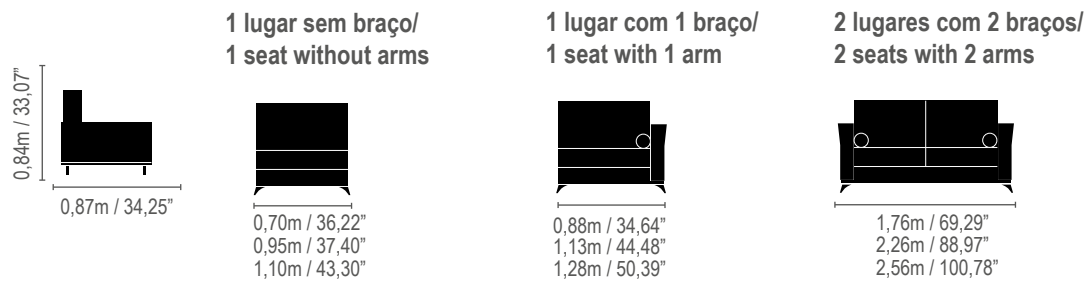 1 lugar sem braço/
1 seat without arms
1 lugar com 1 braço/
1 seat with 1 arm
2 lugares com 2 braços/
2 seats with 2 arms
0,84m / 33,07”
0,87m / 34,25”
0,70m / 36,22”
0,95m / 37,40”
1,10m / 43,30”
0,88m / 34,64”
1,13m / 44,48”
1,28m / 50,39”
1,76m / 69,29”
2,26m / 88,97”
2,56m / 100,78”